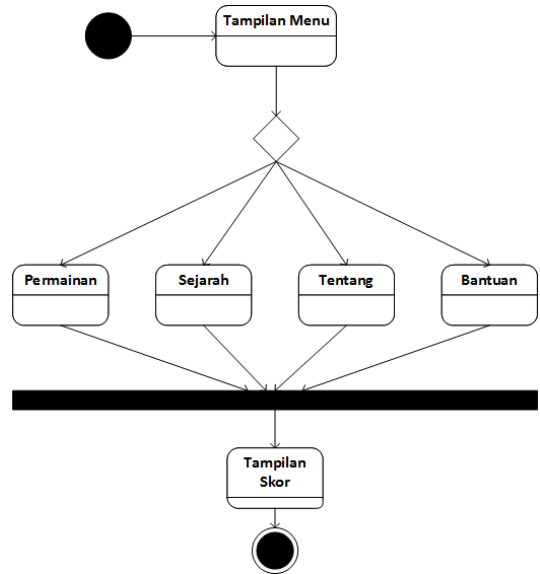 Tampilan Menu
Permainan
Sejarah
Tentang
Bantuan
Tampilan
Skor